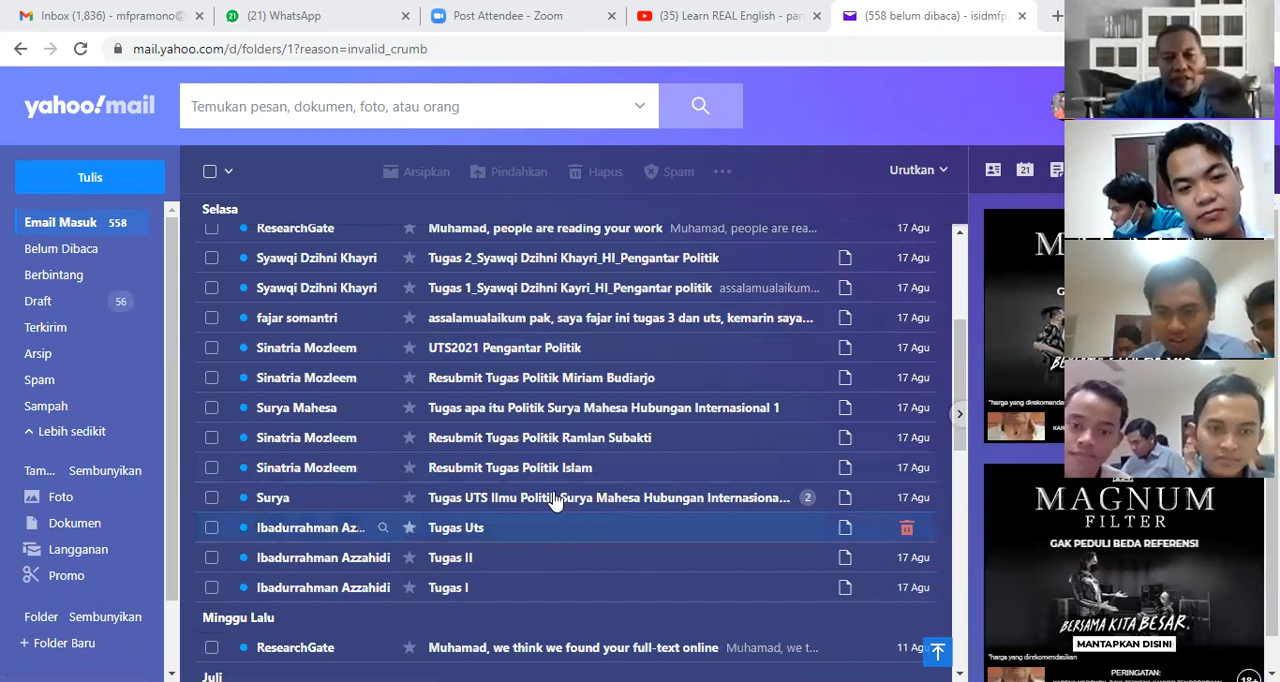 Inbox (1,836) - mfpramono@
(21) WhatsApp
Post Attendee - Zoom
(35) Learn REAL English - par
(558 belum dibaca) - isidmfp
mail.yahoo.com/d/folders/1?reason=invalid_crumb
yahoo!mail
Temukan pesan, dokumen, foto, atau orang
Tulis
Email Masuk 558
Belum Dibaca
Berbintang
Draft 56
Terkirim
Arsip
Spam
Sampah
Lebih sedikit
Tam... Sembunyikan
Foto
Dokumen
Langganan
Promo
Folder Sembunyikan
+ Folder Baru
Arsipkan Pindahkan Hapus Spam ... Urutkan
21
Selasa
ResearchGate Muhamad, people are reading your work Muhamad, people are rea... 17 Agu
Syawqi Dzihni Khayri Tugas 2_Syawqi Dzihni Khayri_HI_Pengantar Politik 17 Agu
Syawqi Dzihni Khayri Tugas 1_Syawqi Dzihni Kayri_HI_Pengantar politik assalamualaikum... 17 Agu
fajar somantri assalamualaikum pak, saya fajar ini tugas 3 dan uts, kemarin saya... 17 Agu
Sinatria Mozleem UTS2021 Pengantar Politik 17 Agu
Sinatria Mozleem Resubmit Tugas Politik Miriam Budiarjo 17 Agu
Surya Mahesa Tugas apa itu Politik Surya Mahesa Hubungan Internasional 1 17 Agu
Sinatria Mozleem Resubmit Tugas Politik Ramlan Subakti 17 Agu
Sinatria Mozleem Resubmit Tugas Politik Islam 17 Agu
Surya Tugas UTS Ilmu Politik Surya Mahesa Hubungan Internasiona... 2 17 Agu
Ibadurrahman Az... Tugas Uts
Ibadurrahman Azzahidi Tugas II 17 Agu
Ibadurrahman Azzahidi Tugas I 17 Agu
Minggu Lalu
ResearchGate Muhamad, we think we found your full-text online Muhamad, we t... 11 Agu
Juli
M
G
BERSAMA K
*harga yang direkomend
KAR
MAGNUM
FILTER
GAK PEDULI BEDA REFERENSI
BERSAMA KITA BESAR.
MANTAPKAN DISINI
*harga yang direkomendasikan
PERINGATAN:
18+